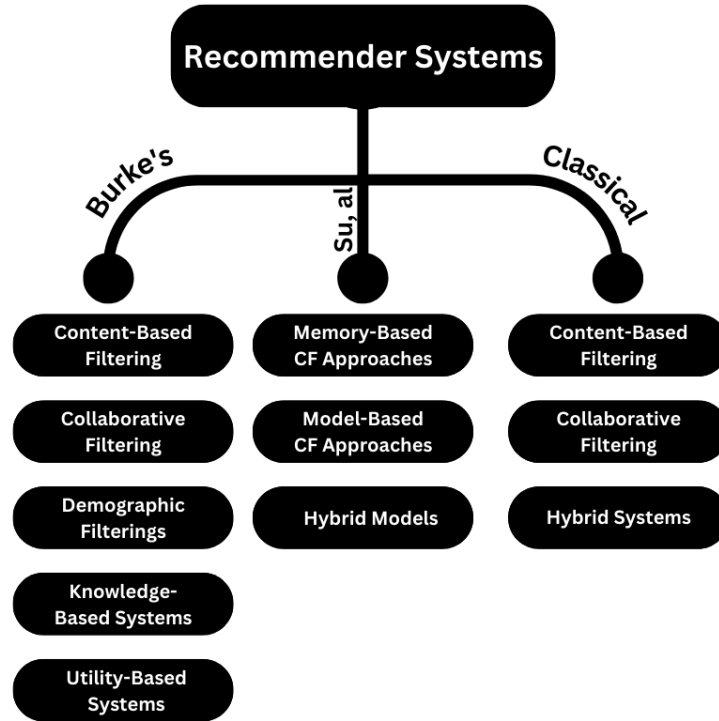 Recommender Systems
Burke's
Su, al
Classical
Content-Based
Filtering
Collaborative
Filtering
Demographic
Filterings
Knowledge-
Based Systems
Utility-Based
Systems
Memory-Based
CF Approaches
Model-Based
CF Approaches
Hybrid Models
Content-Based
Filtering
Collaborative
Filtering
Hybrid Systems